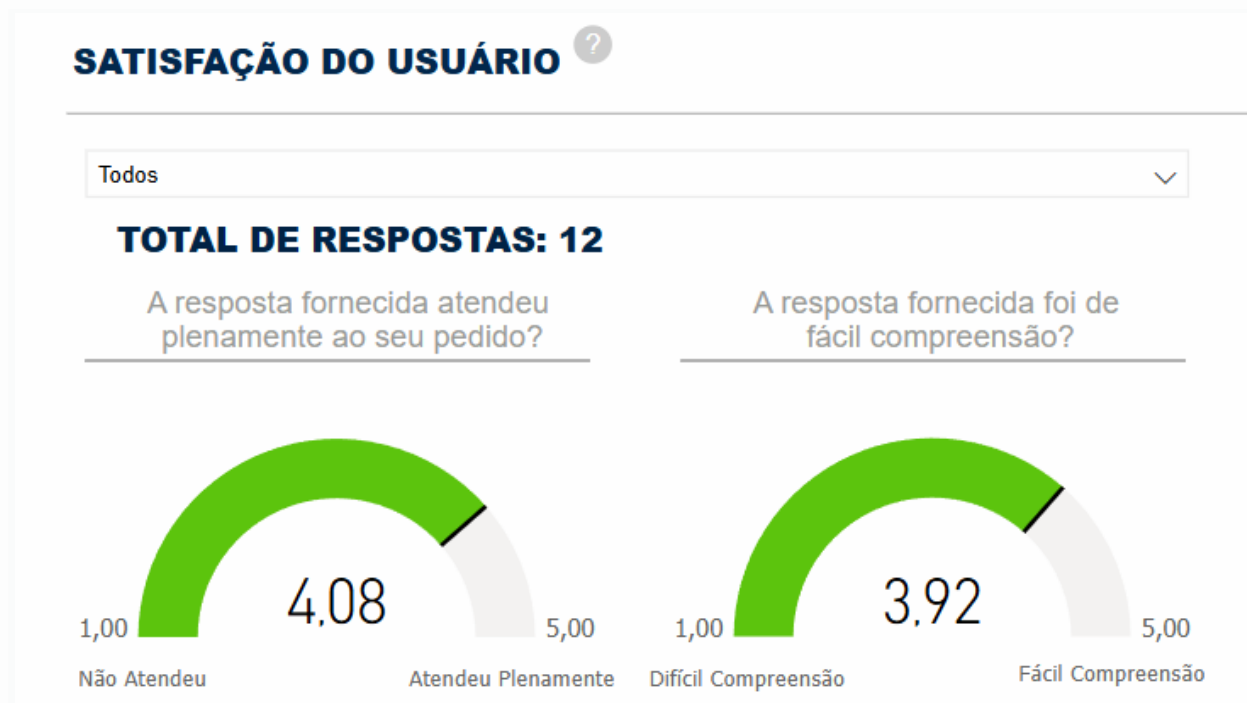 SATISFAÇÃO DO USUÁRIO ?
Todos
TOTAL DE RESPOSTAS: 12
A resposta fornecida atendeu
plenamente ao seu pedido?
A resposta fornecida foi de
fácil compreensão?
4,08
1,00
5,00
Não Atendeu
Atendeu Plenamente
3,92
1,00
5,00
Difícil Compreensão
Fácil Compreensão